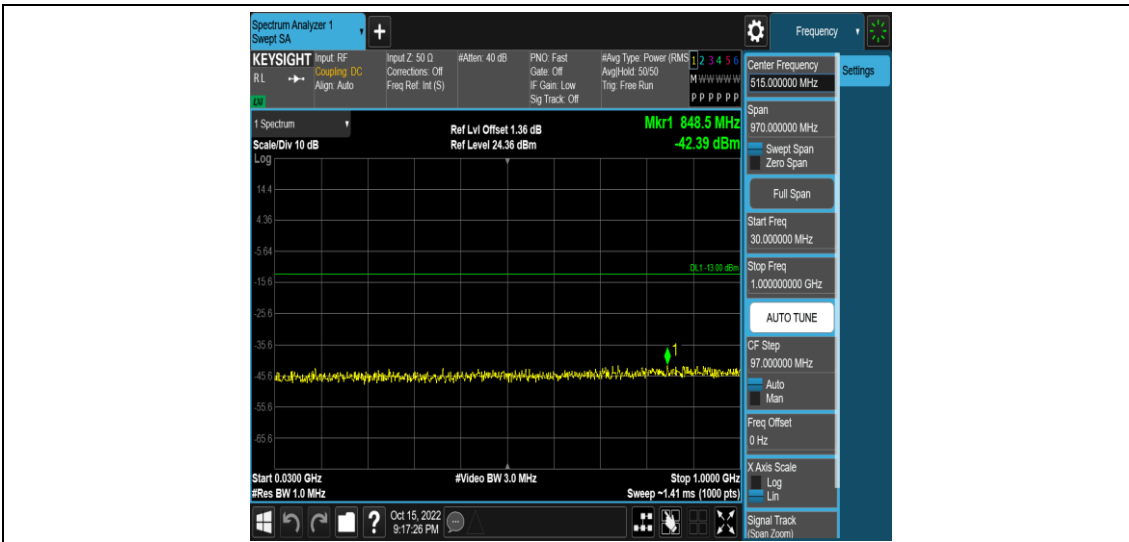 Spectrum Analyzer 1
Swept SA
Frequency
KEYSIGHT
RL
LNI
Input: RF
Coupling: DC
Align: Auto
Input Z: 50 Ω
Corrections: Off
Freq Ref: Int (S)
#Atten: 40 dB
PNO: Fast
Gate: Off
IF Gain: Low
Sig Track: Off
#Avg Type: Power (RMS
Avg|Hold: 50/50
Trig: Free Run
1 2 3 4 5 6
M W W W W W
P P P P P P
Center Frequency
515.000000 MHz
Settings
Span
970.000000 MHz
Swept Span
Zero Span
Full Span
Start Freq
30.000000 MHz
Stop Freq
1.000000000 GHz
AUTO TUNE
CF Step
97.000000 MHz
Auto
Man
Freq Offset
0 Hz
X Axis Scale
Log
Lin
Signal Track
(Span Zoom)
1 Spectrum
Scale/Div 10 dB
Log
Ref Lvl Offset 1.36 dB
Ref Level 24.36 dBm
Mkr1 848.5 MHz
-42.39 dBm
14.4
4.36
-5.64
DL1 -13.00 dBm
-15.6
-25.6
-35.6
1
-45.6
-55.6
-65.6
Start 0.0300 GHz
#Res BW 1.0 MHz
#Video BW 3.0 MHz
Stop 1.0000 GHz
Sweep ~1.41 ms (1000 pts)
Oct 15, 2022
9:17:26 PM